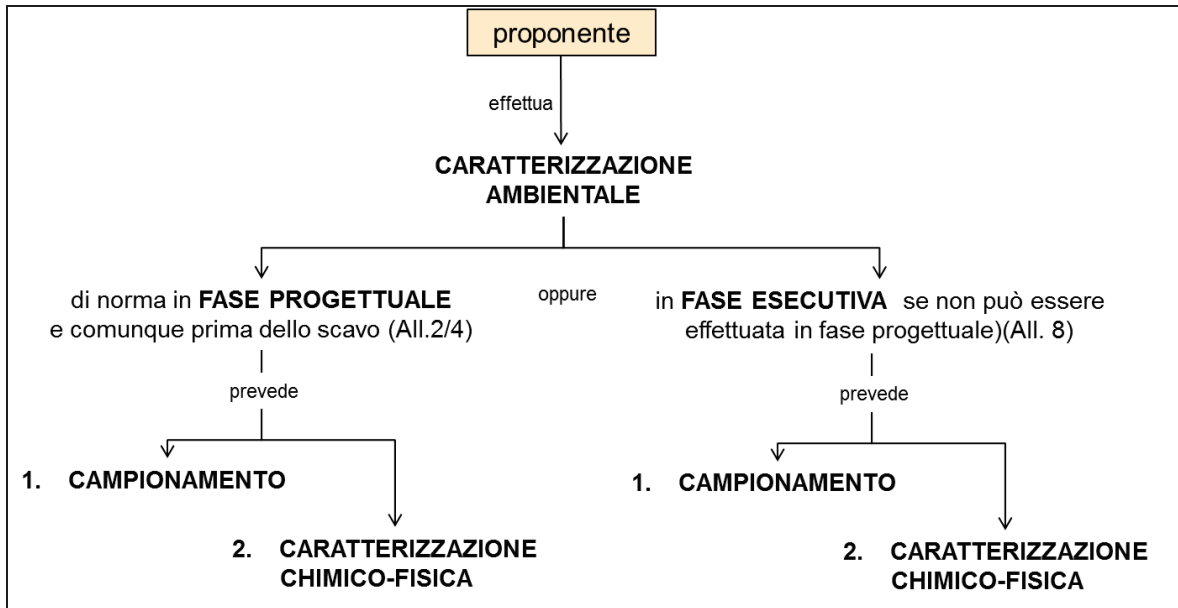 proponente
effettua
CARATTERIZZAZIONE
AMBIENTALE
di norma in FASE PROGETTUALE
e comunque prima dello scavo (All.2/4)
oppure
in FASE ESECUTIVA se non può essere
effettuata in fase progettuale)(All. 8)
prevede
1. CAMPIONAMENTO
2. CARATTERIZZAZIONE
CHIMICO-FISICA
prevede
1. CAMPIONAMENTO
2. CARATTERIZZAZIONE
CHIMICO-FISICA